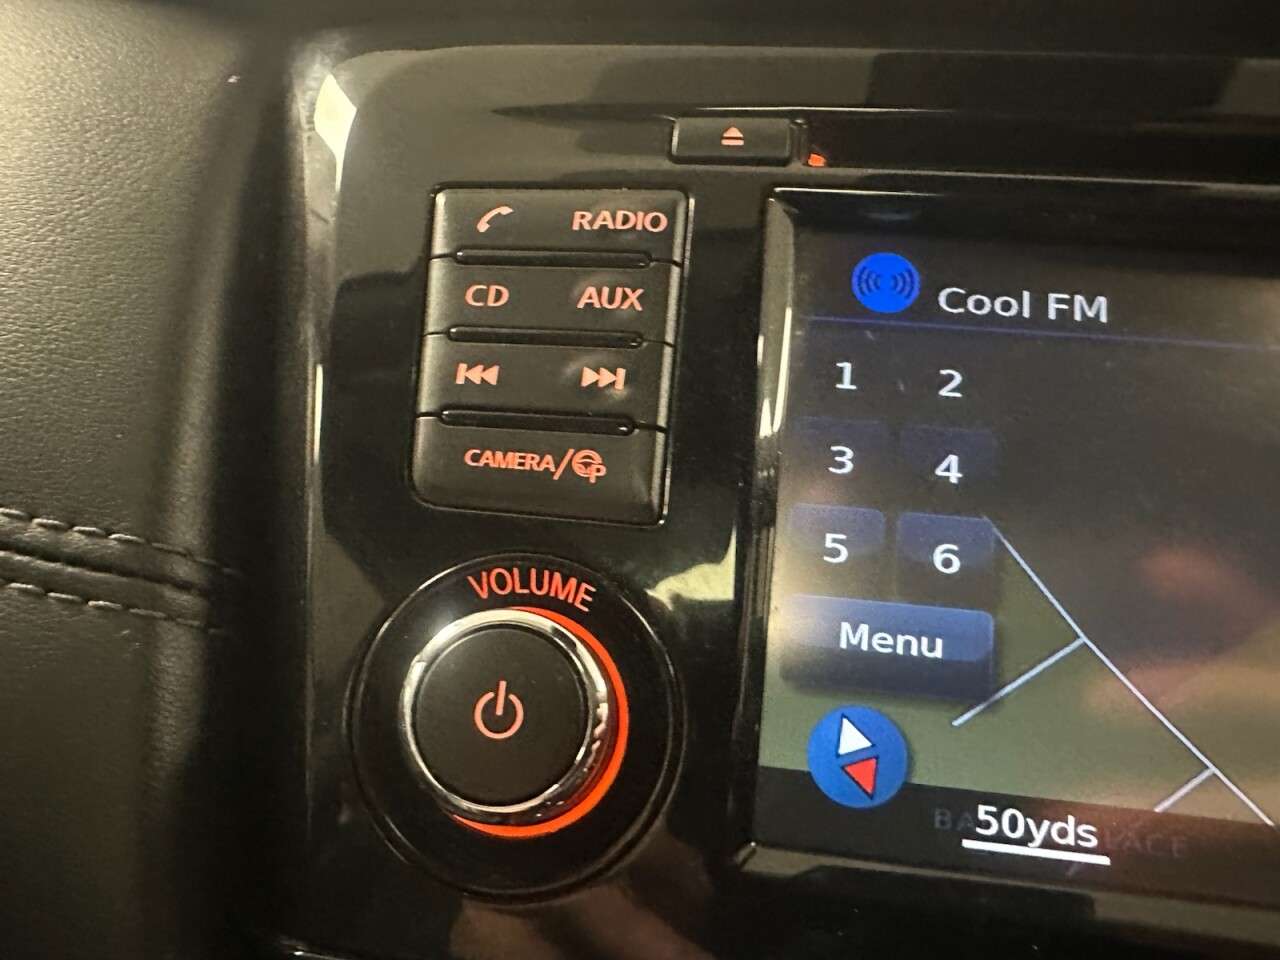 RADIO
CD AUX
CAMERA/
VOLUME
Cool FM
1 2
3 4
5 6
Menu
50yds